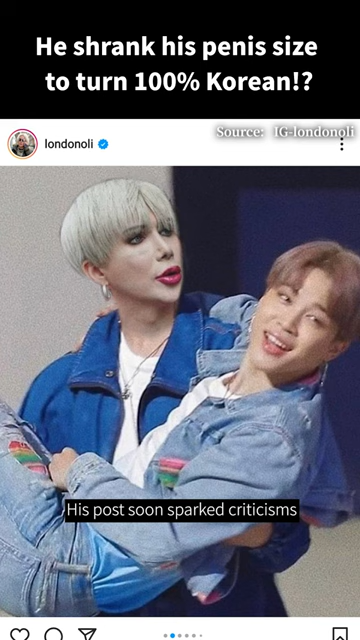 He shrank his penis size
to turn 100% Korean!?
Source: IG-londonoli
londonoli
His post soon sparked criticisms